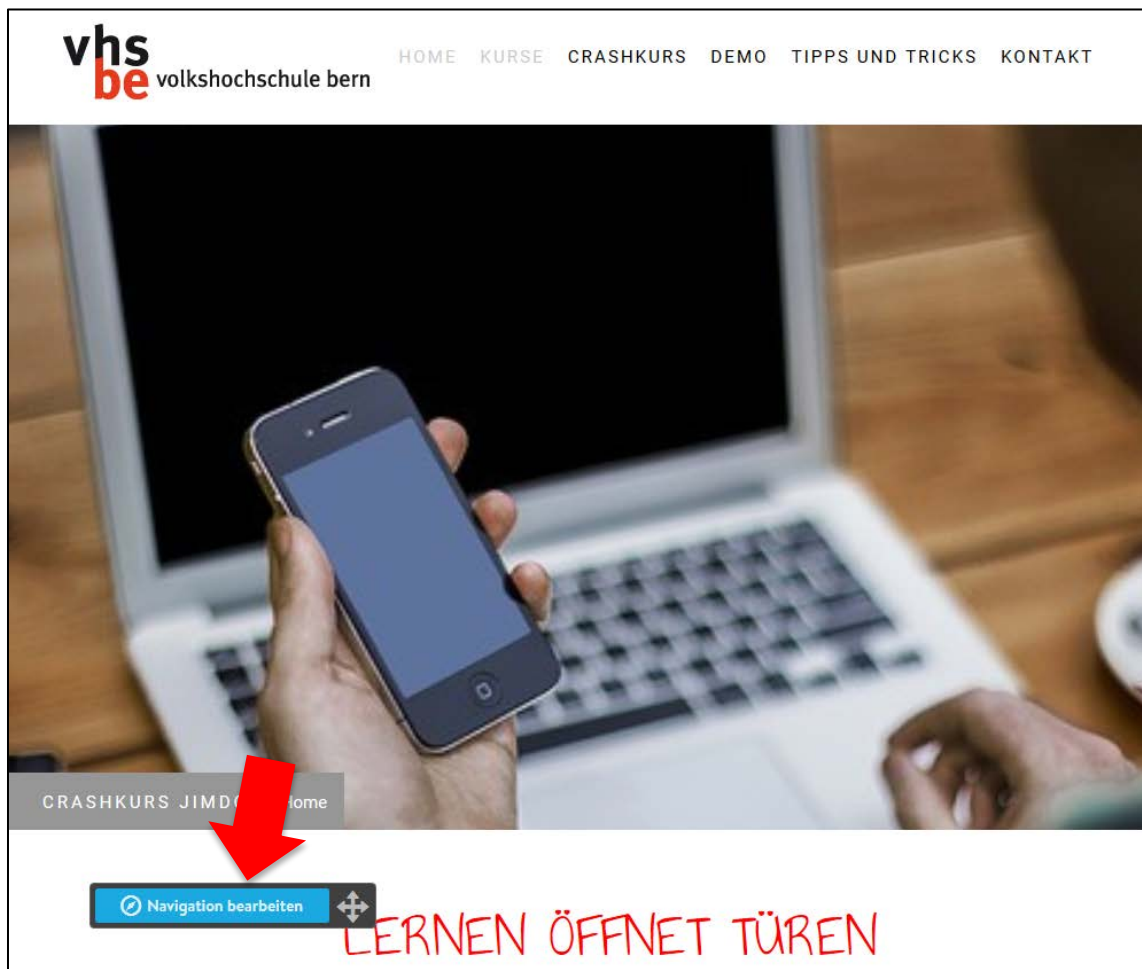 vhs
be volkshochschule bern
HOME KURSE CRASHKURS DEMO TIPPS UND TRICKS KONTAKT
CRASHKURS Home
Navigation bearbeiten
LERNEN ÖFFNET TÜREN